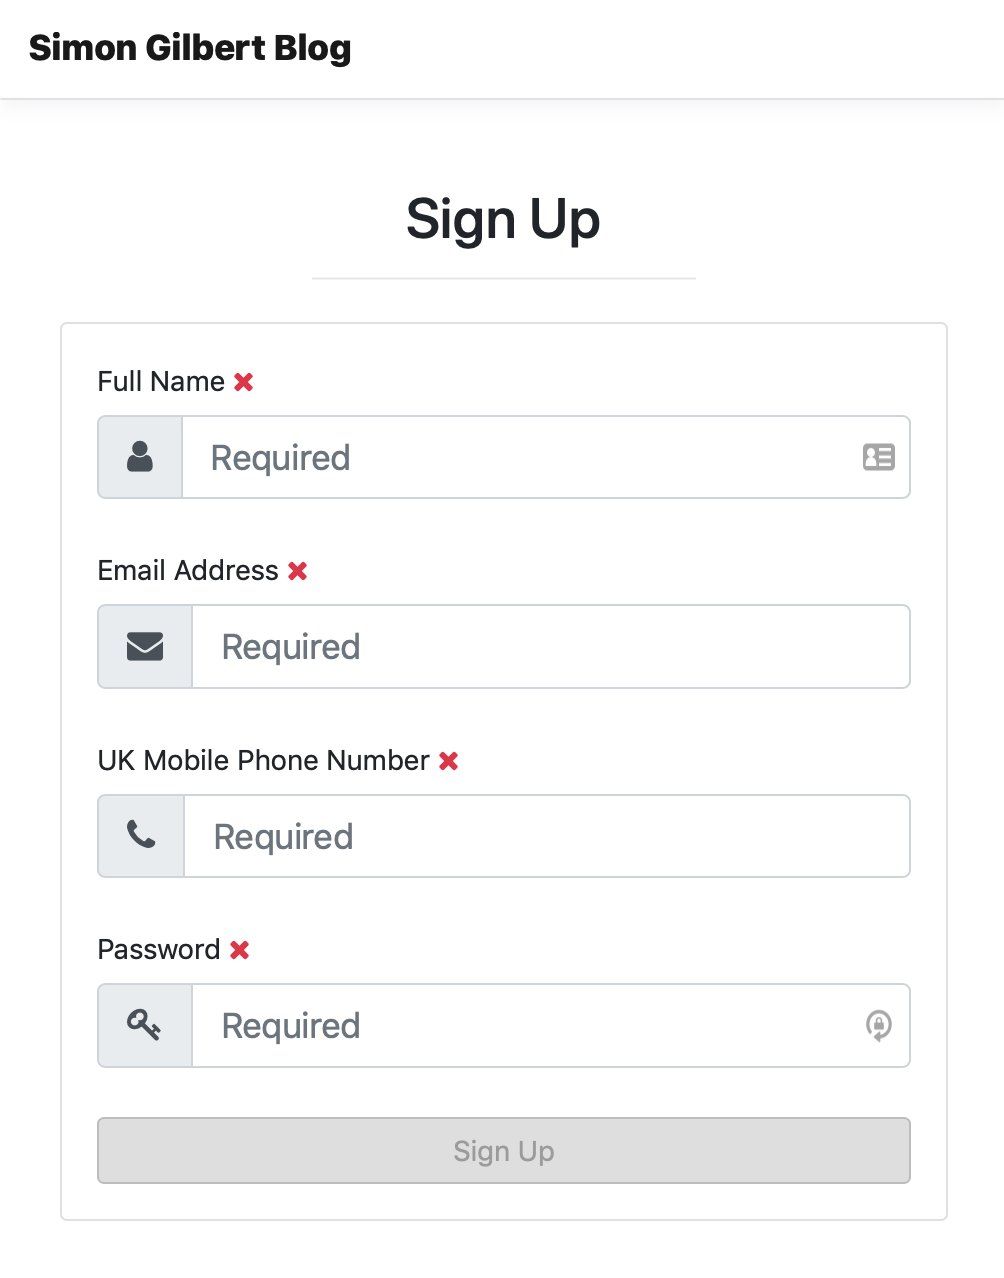 Simon Gilbert Blog
Sign Up
Full Name
Required
Email Address
Required
UK Mobile Phone Number
Required
Password
Required
Sign Up